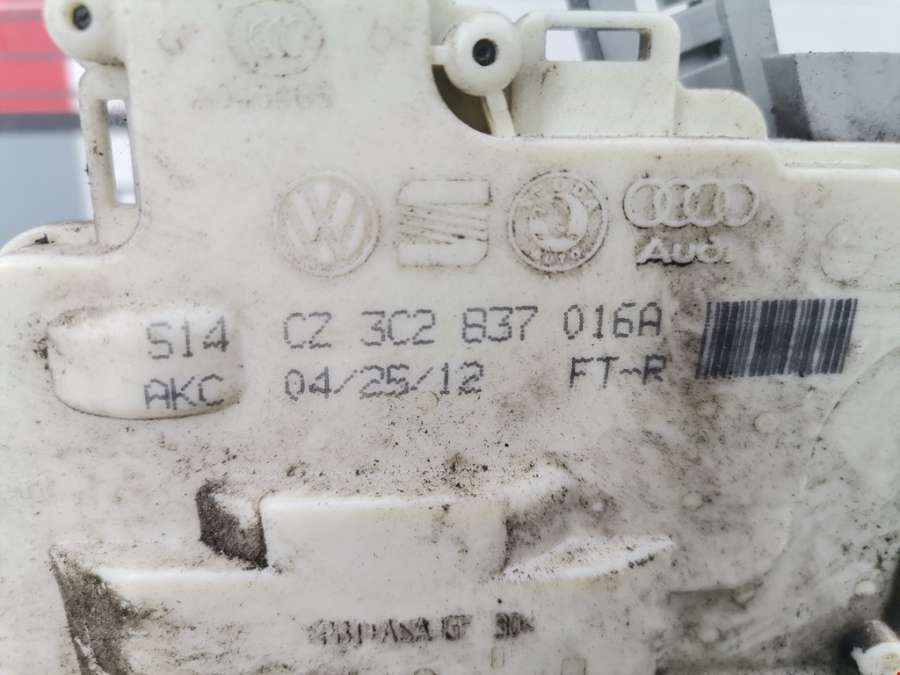 S14 CZ 3C2 837 016A
AKC 04/25/12 FT-R
Audi